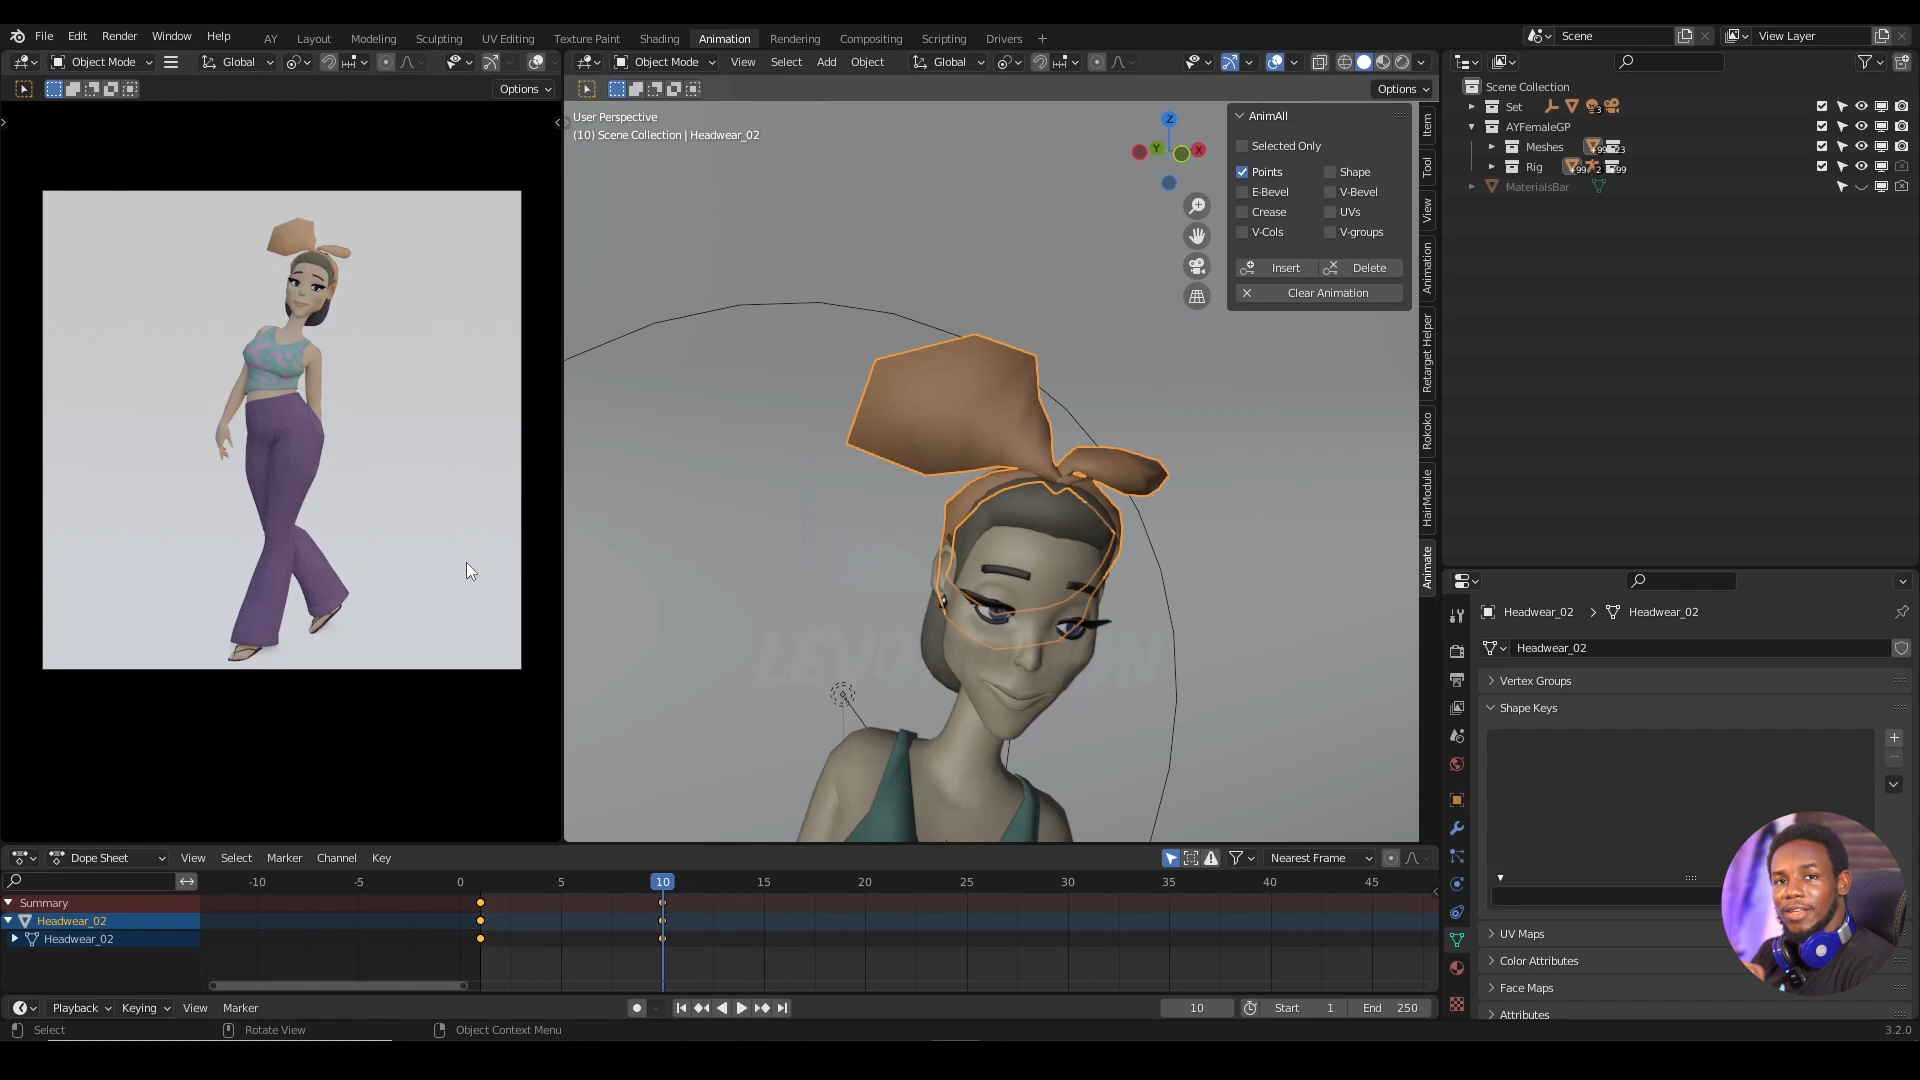 File Edit Render Window Help AY Layout Modeling Sculpting UV Editing Texture Paint Shading Animation Rendering Compositing Scripting Drivers + Scene View Layer
Object Mode Global Object Mode View Select Add Object Global
Options Options
User Perspective
(10) Scene Collection | Headwear_02
Z
Y
X
AnimAll
Selected Only
Points Shape
E-Bevel V-Bevel
Crease UVs
V-Cols V-groups
Insert Delete
Clear Animation
Item
Tool
View
Animation
Retarget Helper
Rokoko
HairModule
Animate
Scene Collection
Set 3
AYFemaleGP
Meshes +99 23
Rig +99 2 +99
MaterialsBar
Headwear_02 > Headwear_02
Headwear_02
Vertex Groups
Shape Keys
UV Maps
Color Attributes
Face Maps
Attributes
Dope Sheet View Select Marker Channel Key Nearest Frame
-10 -5 0 5 10 15 20 25 30 35 40 45
Summary
Headwear_02
Headwear_02
Playback Keying View Marker 10 Start 1 End 250
Select Rotate View Object Context Menu 3.2.0